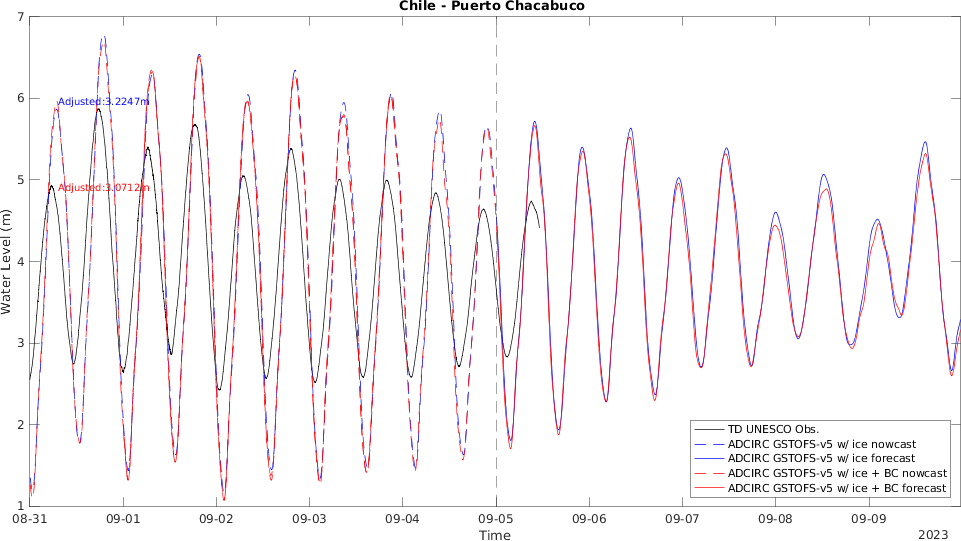 Chile - Puerto Chacabuco
Water Level (m)
7
6
5
4
3
2
1
Adjusted:3.2247m
Adjusted:3.0712m
TD UNESCO Obs.
ADCIRC GSTOFS-v5 w/ ice nowcast
ADCIRC GSTOFS-v5 w/ ice forecast
ADCIRC GSTOFS-v5 w/ ice + BC nowcast
ADCIRC GSTOFS-v5 w/ ice + BC forecast
08-31 09-01 09-02 09-03 09-04 09-05 09-06 09-07 09-08 09-09
Time
2023